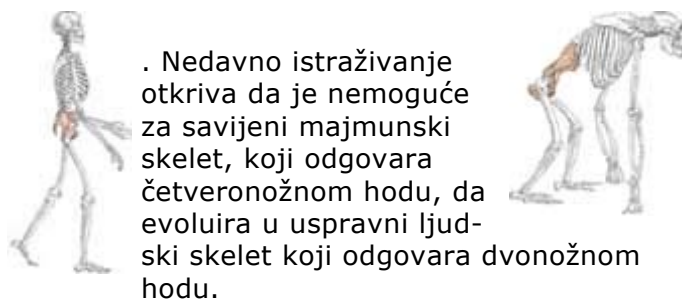 . Nedavno istraživanje
otkriva da je nemoguće
za savijeni majmunski
skelet, koji odgovara
četveronožnom hodu, da
evoluira u uspravni ljud-
ski skelet koji odgovara dvonožnom
hodu.